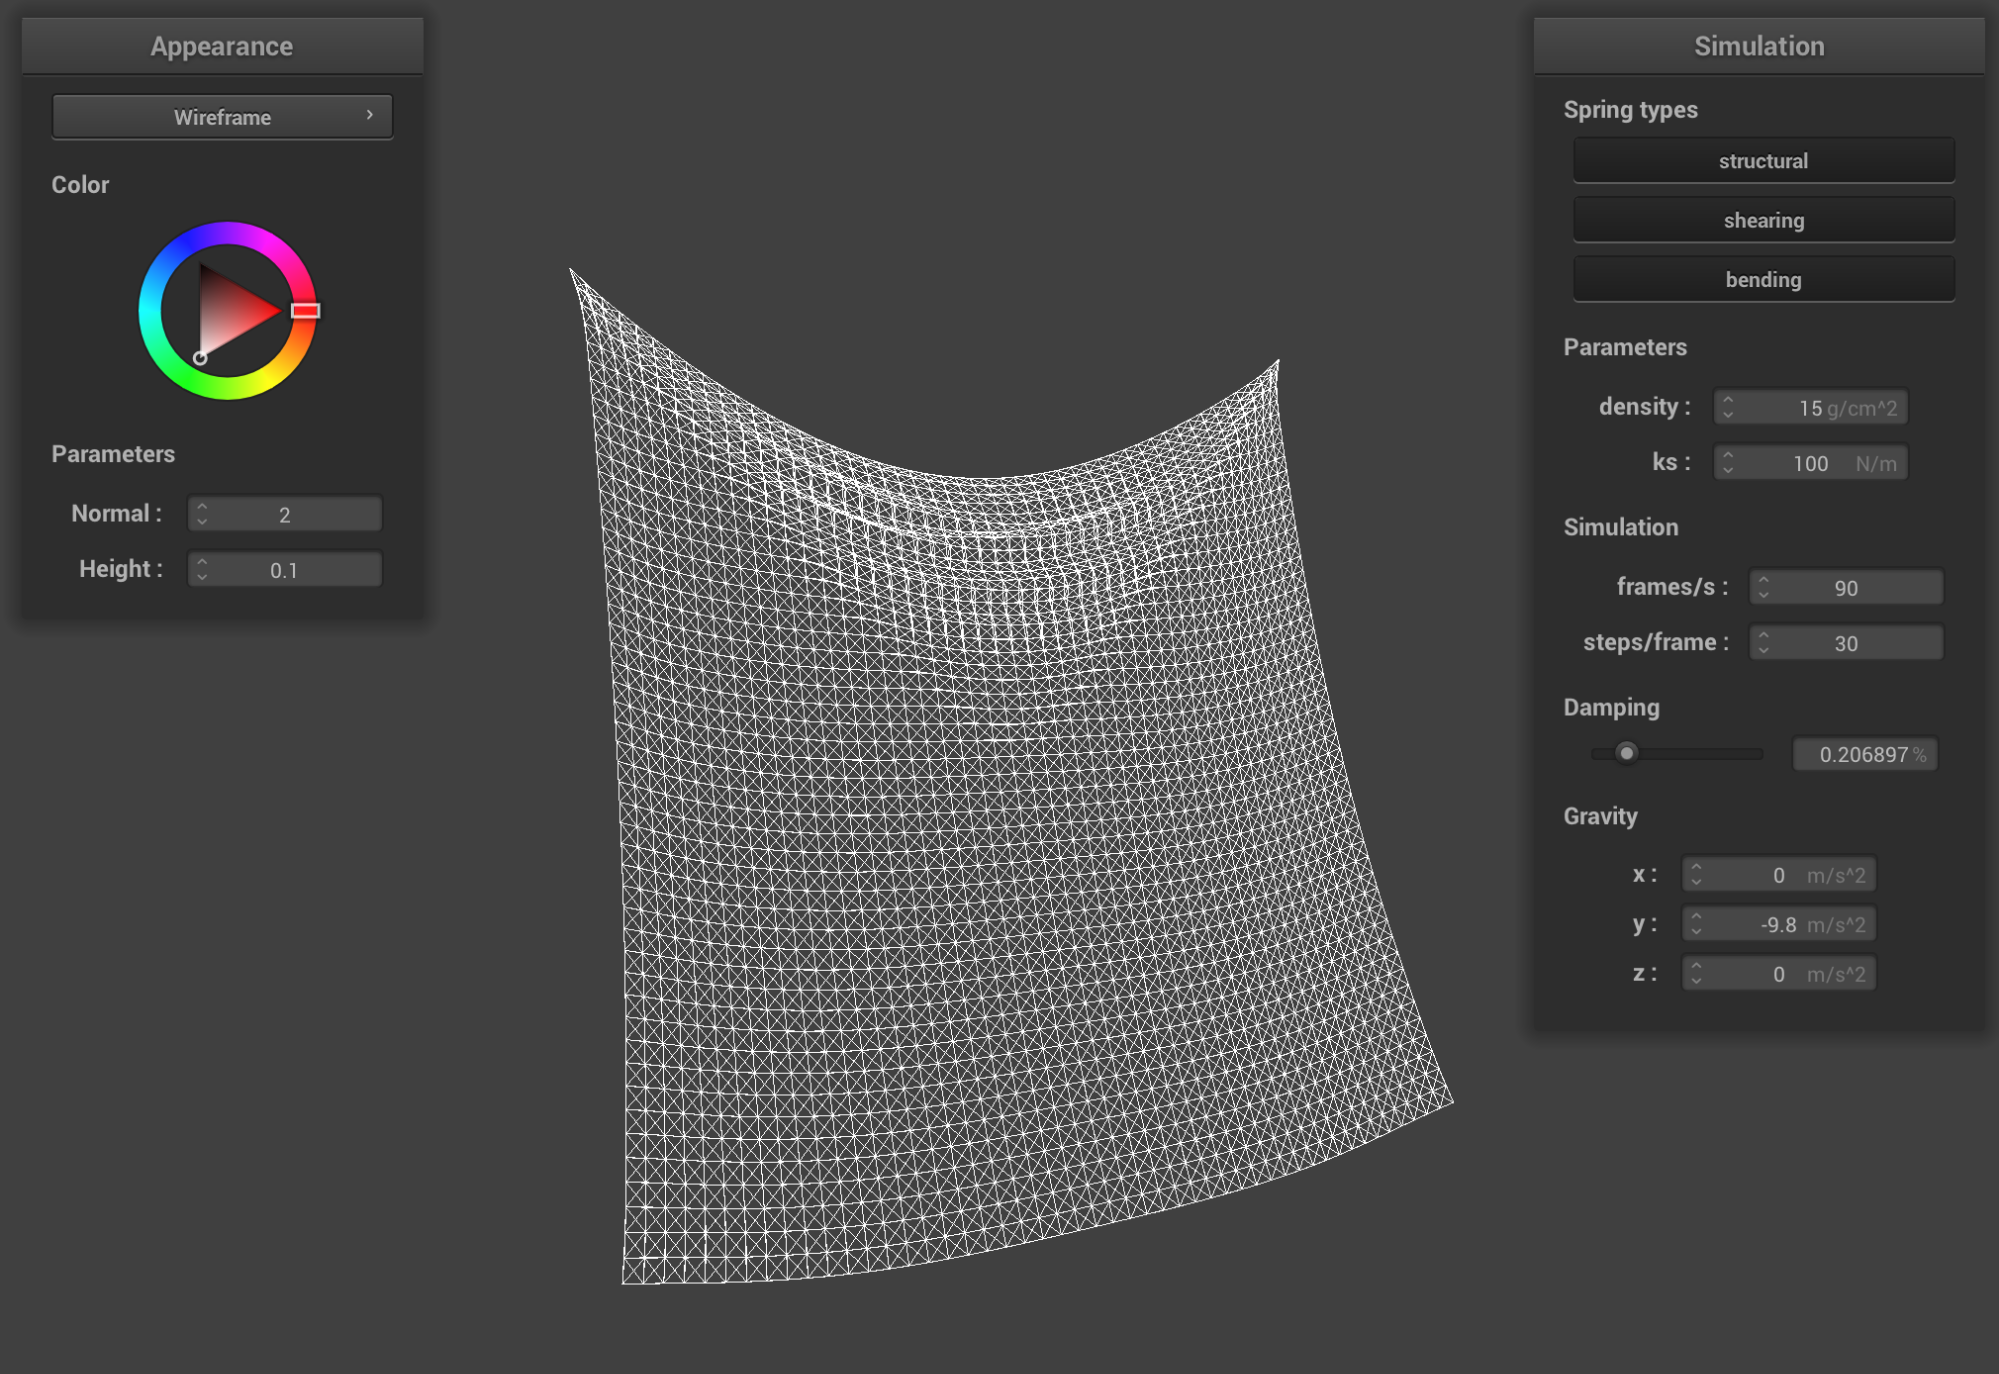 Appearance
Wireframe
Color
Parameters
Normal : 2
Height : 0.1
Simulation
Spring types
structural
shearing
bending
Parameters
density : 15 g/cm^2
ks : 100 N/m
Simulation
frames/s : 90
steps/frame : 30
Damping
0.206897 %
Gravity
x : 0 m/s^2
y : -9.8 m/s^2
z : 0 m/s^2